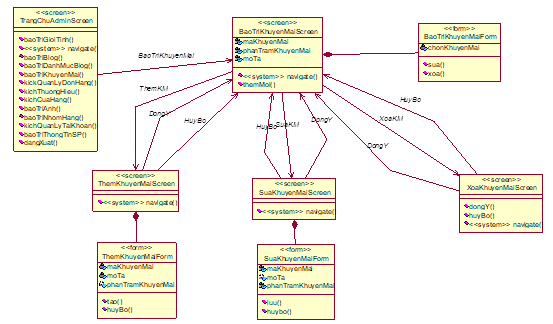 <<screen>>
TrangChuAdminScreen
baoTriGioiTinh()
<<system>> navigate()
baoTriBlog()
baoTriDanhMucBlog()
baoTriKhuyenMai()
kickQuanLyDonHang()
kichThuongHieu()
kichCuaHang()
baoTriAnh()
baoTriNhomHang()
kichQuanLyTaiKhoan()
baoTriThongTinSP()
dangXuat()
BaoTriKhuyenMai
<<screen>>
BaoTriKhuyenMaiScreen
maKhuyenMai
phanTramKhuyenMai
moTa
<<system>> navigate()
themMoi()
<<form>>
BaoTriKhuyenMaiForm
chonKhuyenMai
sua()
xoa()
ThemKM
DongY
HuyBo
HuyBo
SuaKM
DongY
HuyBo
XoaKM
DongY
<<screen>>
ThemKhuyenMaiScreen
<<system>> navigate()
<<screen>>
SuaKhuyenMaiScreen
<<system>> navigate()
<<screen>>
XoaKhuyenMaiScreen
dongY()
huyBo()
<<system>> navigate()
<<form>>
ThemKhuyenMaiForm
maKhuyenMai
moTa
phanTramKhuyenMai
tao()
huyBo()
<<form>>
SuaKhuyenMaiForm
maKhuyenMai
moTa
phanTramKhuyenMai
luu()
huybo()